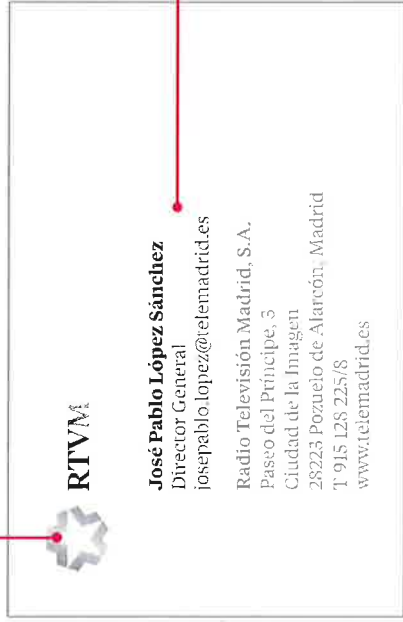 RTVM
José Pablo López Sánchez
Director General
josepablo.lopez@telemadrid.es
Radio Televisión Madrid, S.A.
Paseo del Príncipe, 3
Ciudad de la Imagen
28223 Pozuelo de Alarcón, Madrid
T 915 128 225/8
www.telemadrid.es